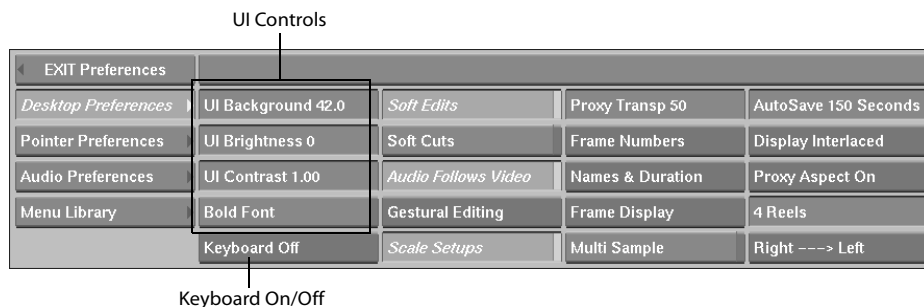 UI Controls
EXIT Preferences
Desktop Preferences UI Background 42.0 Soft Edits Proxy Transp 50 AutoSave 150 Seconds
Pointer Preferences UI Brightness 0 Soft Cuts Frame Numbers Display Interlaced
Audio Preferences UI Contrast 1.00 Audio Follows Video Names & Duration Proxy Aspect On
Menu Library Bold Font Gestural Editing Frame Display 4 Reels
Keyboard Off Scale Setups Multi Sample Right ---> Left
Keyboard On/Off